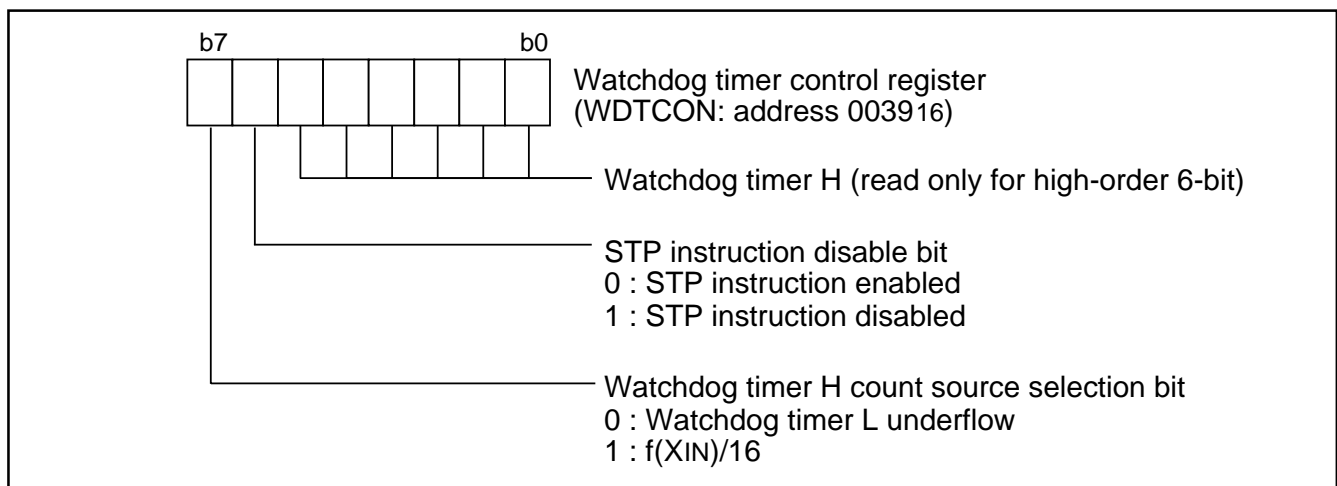 b7 b0
Watchdog timer control register
(WDTCON: address 003916)
Watchdog timer H (read only for high-order 6-bit)
STP instruction disable bit
0 : STP instruction enabled
1 : STP instruction disabled
Watchdog timer H count source selection bit
0 : Watchdog timer L underflow
1 : f(XIN)/16